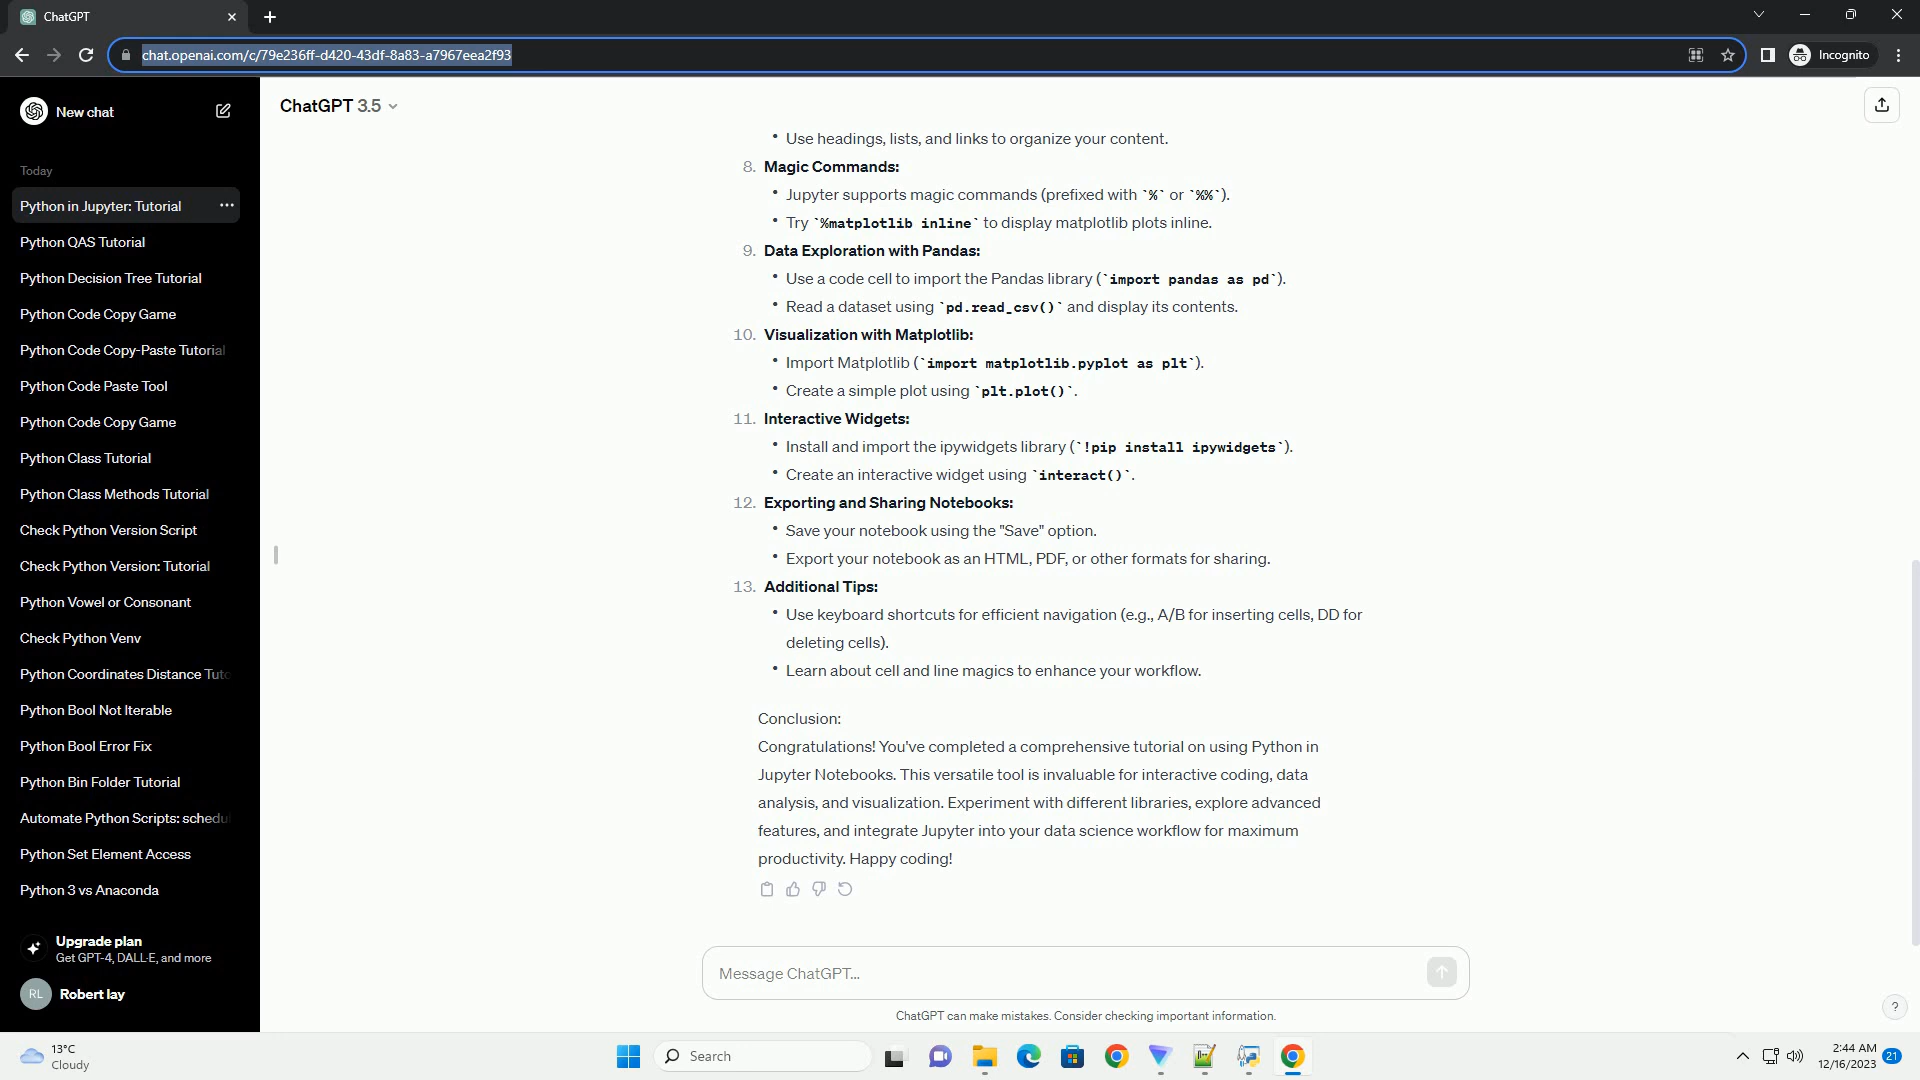 ChatGPT
chat.openai.com/c/79e236ff-d420-43df-8a83-a7967eea2f93
Incognito
New chat
Today
Python in Jupyter: Tutorial
Python QAS Tutorial
Python Decision Tree Tutorial
Python Code Copy Game
Python Code Copy-Paste Tutorial
Python Code Paste Tool
Python Code Copy Game
Python Class Tutorial
Python Class Methods Tutorial
Check Python Version Script
Check Python Version: Tutorial
Python Vowel or Consonant
Check Python Venv
Python Coordinates Distance Tuto
Python Bool Not Iterable
Python Bool Error Fix
Python Bin Folder Tutorial
Automate Python Scripts: schedul
Python Set Element Access
Python 3 vs Anaconda
Upgrade plan
Get GPT-4, DALL·E, and more
RL Robert lay
ChatGPT 3.5
• Use headings, lists, and links to organize your content.
8. Magic Commands:
• Jupyter supports magic commands (prefixed with `%` or `%%`).
• Try `%matplotlib inline` to display matplotlib plots inline.
9. Data Exploration with Pandas:
• Use a code cell to import the Pandas library (`import pandas as pd`).
• Read a dataset using `pd.read_csv()` and display its contents.
10. Visualization with Matplotlib:
• Import Matplotlib (`import matplotlib.pyplot as plt`).
• Create a simple plot using `plt.plot()`.
11. Interactive Widgets:
• Install and import the ipywidgets library (`!pip install ipywidgets`).
• Create an interactive widget using `interact()`.
12. Exporting and Sharing Notebooks:
• Save your notebook using the "Save" option.
• Export your notebook as an HTML, PDF, or other formats for sharing.
13. Additional Tips:
• Use keyboard shortcuts for efficient navigation (e.g., A/B for inserting cells, DD for
deleting cells).
• Learn about cell and line magics to enhance your workflow.
Conclusion:
Congratulations! You've completed a comprehensive tutorial on using Python in
Jupyter Notebooks. This versatile tool is invaluable for interactive coding, data
analysis, and visualization. Experiment with different libraries, explore advanced
features, and integrate Jupyter into your data science workflow for maximum
productivity. Happy coding!
Message ChatGPT...
ChatGPT can make mistakes. Consider checking important information.
?
13°C
Cloudy
Search
2:44 AM
12/16/2023
21